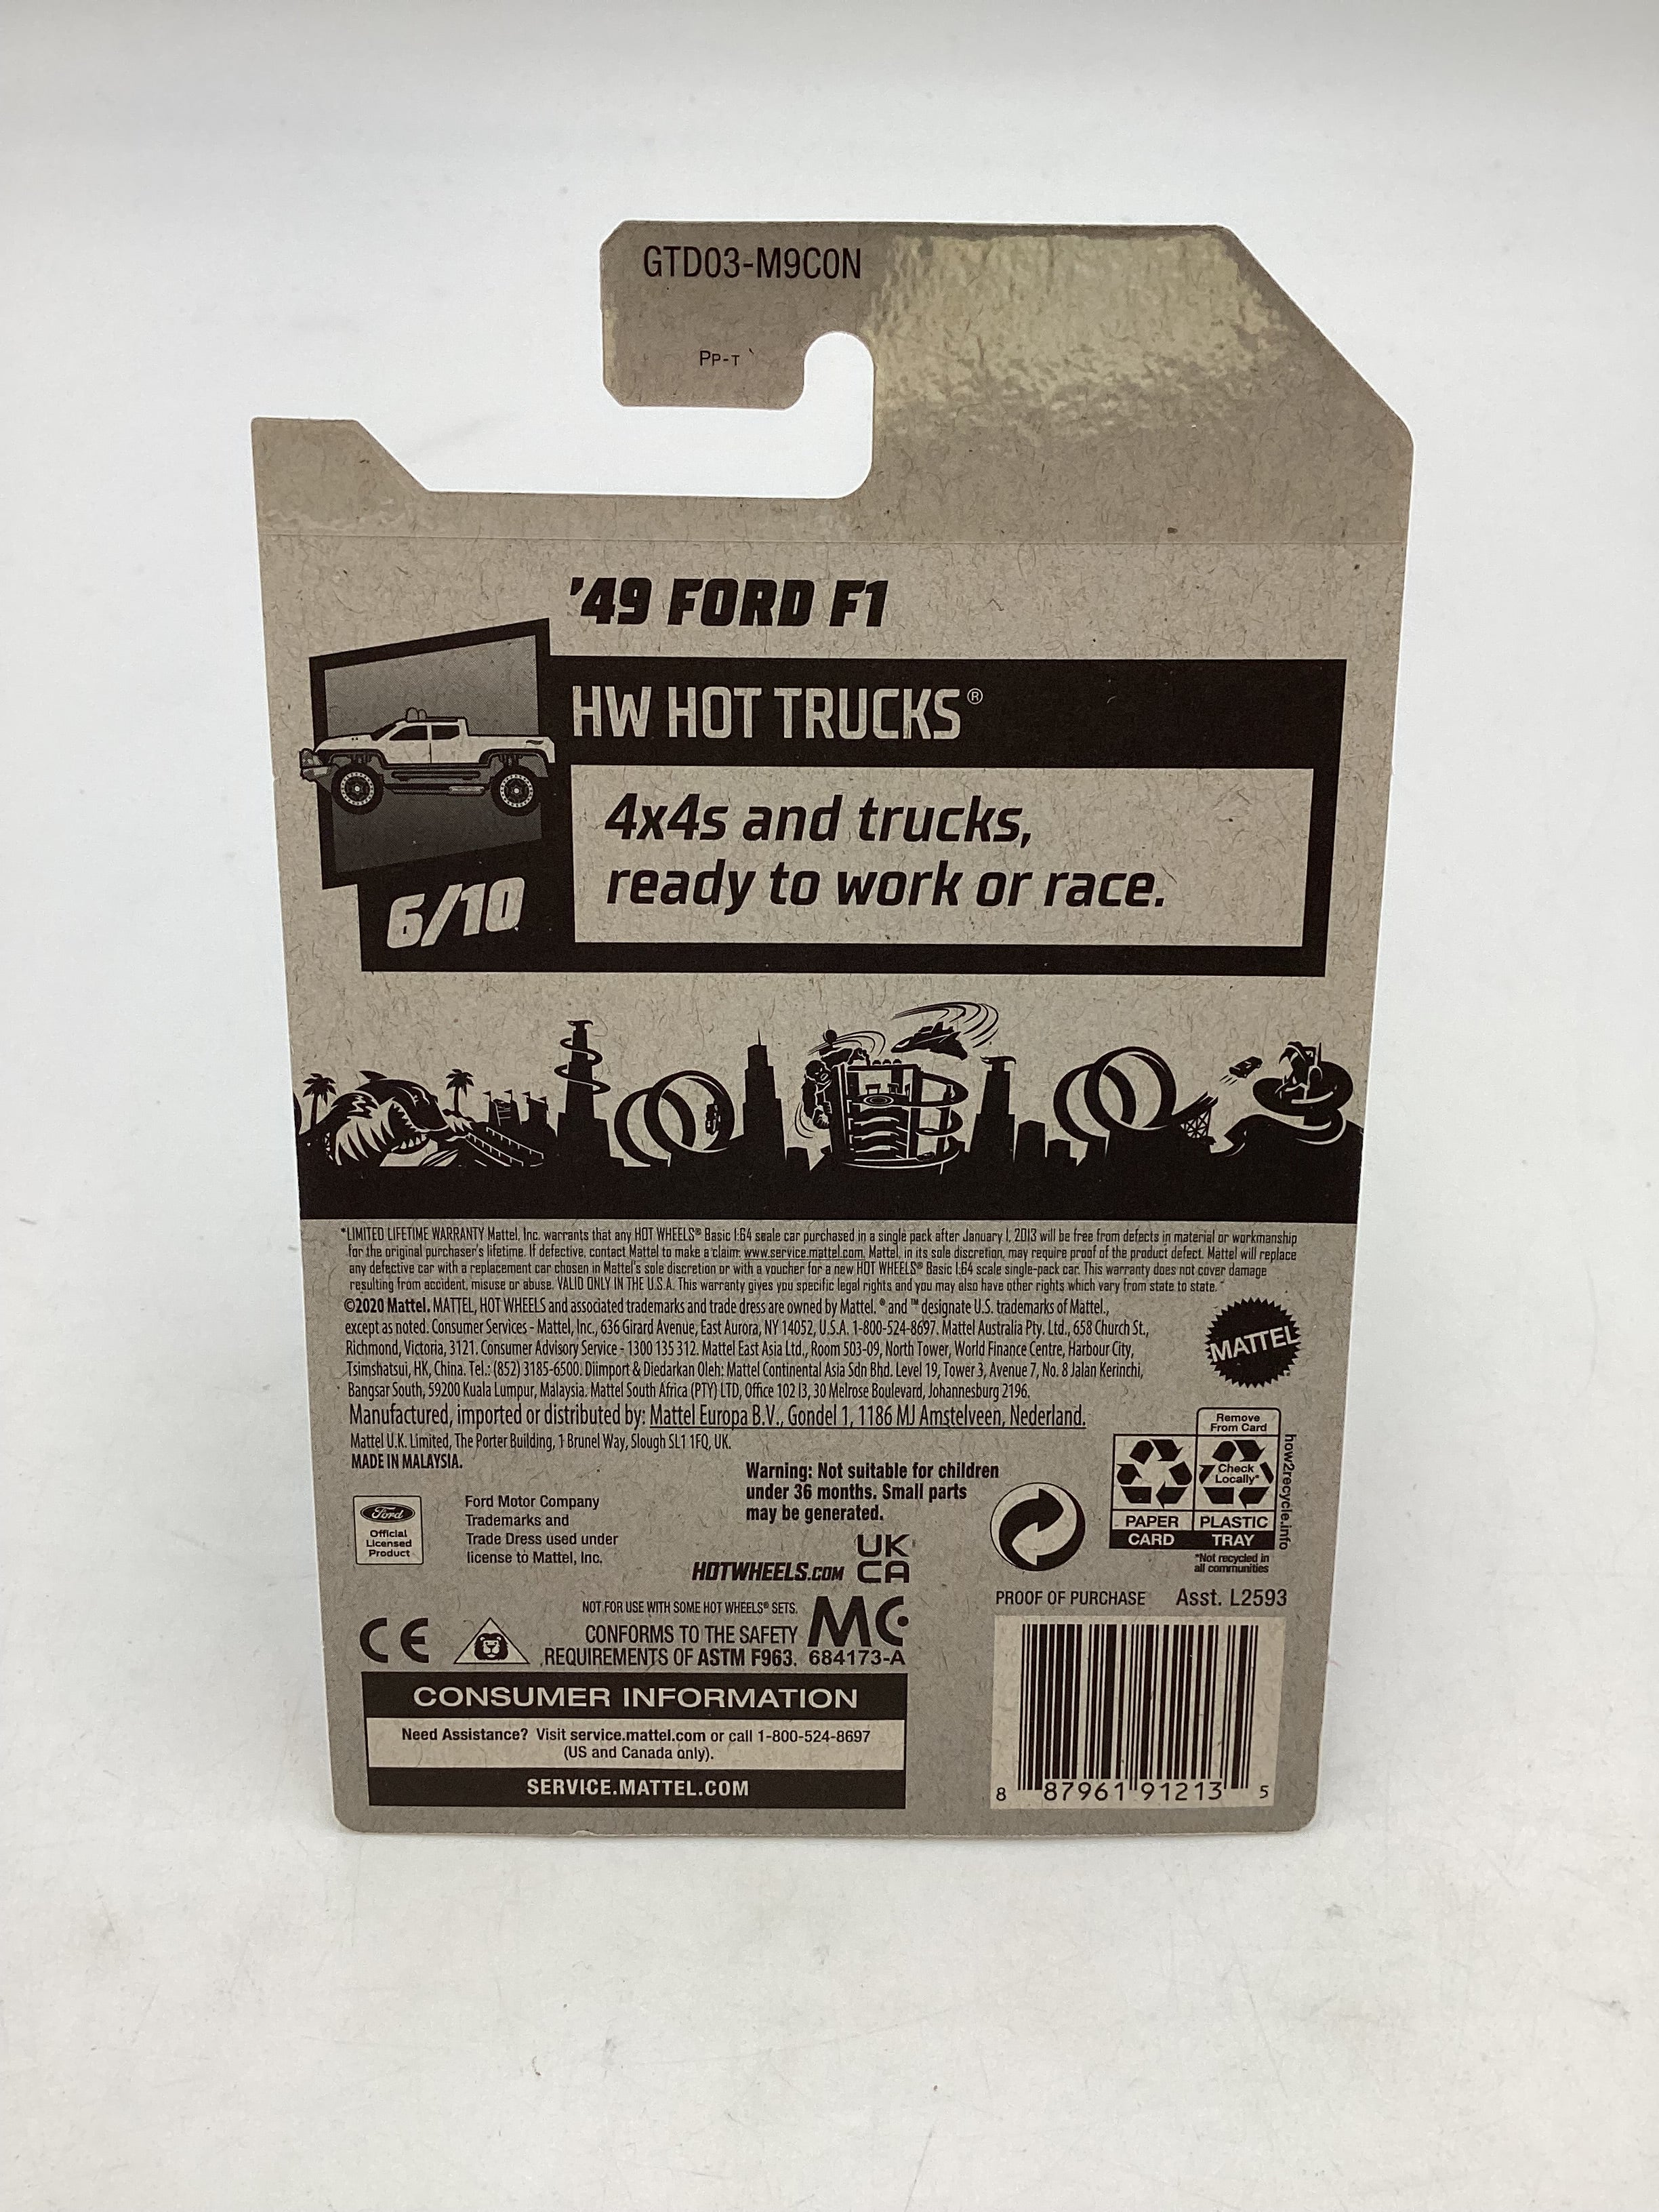 GTD03-M9C0N
PP-T
'49 FORD F1
HW HOT TRUCKS®
4x4s and trucks,
ready to work or race.
6/10
*LIMITED LIFETIME WARRANTY Mattel, Inc. warrants that any HOT WHEELS® Basic 1:64 scale car purchased in a single pack after January 1, 2013 will be free from defects in material or workmanship
for the original purchaser's lifetime. If defective, contact Mattel to make a claim: www.service.mattel.com. Mattel, in its sole discretion, may require proof of the product defect. Mattel will replace
any defective car with a replacement car chosen in Mattel's sole discretion or with a voucher for a new HOT WHEELS® Basic 1:64 scale single-pack car. This warranty does not cover damage
resulting from accident, misuse or abuse. VALID ONLY IN THE U.S.A. This warranty gives you specific legal rights and you may also have other rights which vary from state to state.
©2020 Mattel. MATTEL, HOT WHEELS and associated trademarks and trade dress are owned by Mattel. ® and ™ designate U.S. trademarks of Mattel.,
except as noted. Consumer Services - Mattel, Inc., 636 Girard Avenue, East Aurora, NY 14052, U.S.A. 1-800-524-8697. Mattel Australia Pty. Ltd., 658 Church St.,
Richmond, Victoria, 3121. Consumer Advisory Service - 1300 135 312. Mattel East Asia Ltd., Room 503-09, North Tower, World Finance Centre, Harbour City,
Tsimshatsui, HK, China. Tel.: (852) 3185-6500. Diimport & Diedarkan Oleh: Mattel Continental Asia Sdn Bhd. Level 19, Tower 3, Avenue 7, No. 8 Jalan Kerinchi,
Bangsar South, 59200 Kuala Lumpur, Malaysia. Mattel South Africa (PTY) LTD, Office 102 I3, 30 Melrose Boulevard, Johannesburg 2196.
Manufactured, imported or distributed by: Mattel Europa B.V., Gondel 1, 1186 MJ Amstelveen, Nederland.
Mattel U.K. Limited, The Porter Building, 1 Brunel Way, Slough SL1 1FQ, UK.
MADE IN MALAYSIA.
MATTEL
Remove
From Card
Check
Locally*
PAPER
PLASTIC
CARD
TRAY
how2recycle.info
*Not recycled in
all communities
Warning: Not suitable for children
under 36 months. Small parts
may be generated.
Ford
Official
Licensed
Product
Ford Motor Company
Trademarks and
Trade Dress used under
license to Mattel, Inc.
HOTWHEELS.COM
UK
CA
NOT FOR USE WITH SOME HOT WHEELS® SETS.
CONFORMS TO THE SAFETY
REQUIREMENTS OF ASTM F963.
CE
MC
684173-A
PROOF OF PURCHASE
Asst. L2593
CONSUMER INFORMATION
Need Assistance? Visit service.mattel.com or call 1-800-524-8697
(US and Canada only).
SERVICE.MATTEL.COM
8 87961 91213 5